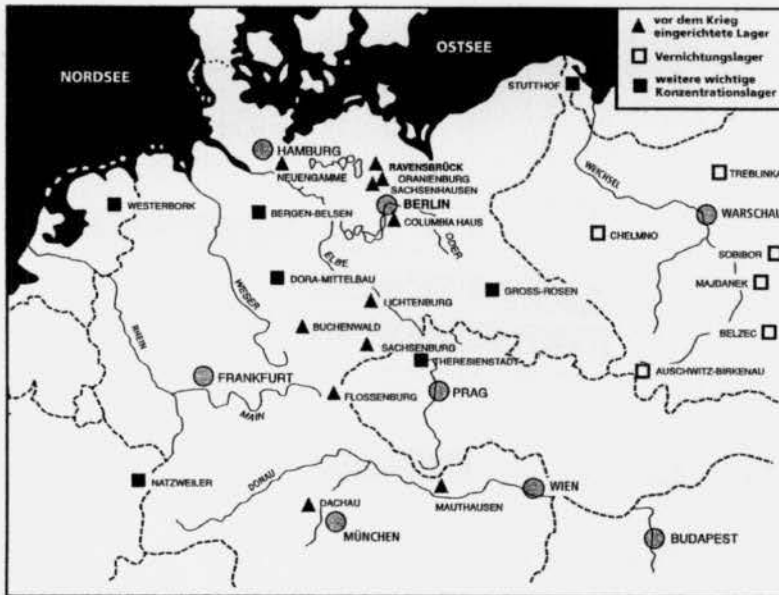 NORDSEE
OSTSEE
vor dem Krieg
eingerichtete Lager
Vernichtungslager
weitere wichtige
Konzentrationslager
STUTTHOF
HAMBURG
NEUENGAMME
RAVENSBRÜCK
ORANIENBURG
SACHSENHAUSEN
BERLIN
COLUMBIA HAUS
WEICHSEL
TREBLINKA
WARSCHAU
WESTERBORK
BERGEN-BELSEN
CHELMNO
SOBIBOR
ELBE
ODER
WESER
DORA-MITTELBAU
GROSS-ROSEN
MAJDANEK
LICHTENBURG
RHEIN
BUCHENWALD
SACHSENBURG
BELZEC
THERESIENSTADT
AUSCHWITZ-BIRKENAU
FRANKFURT
MAIN
FLOSSENBURG
PRAG
NATZWEILER
DONAU
WIEN
DACHAU
MAUTHAUSEN
MÜNCHEN
BUDAPEST